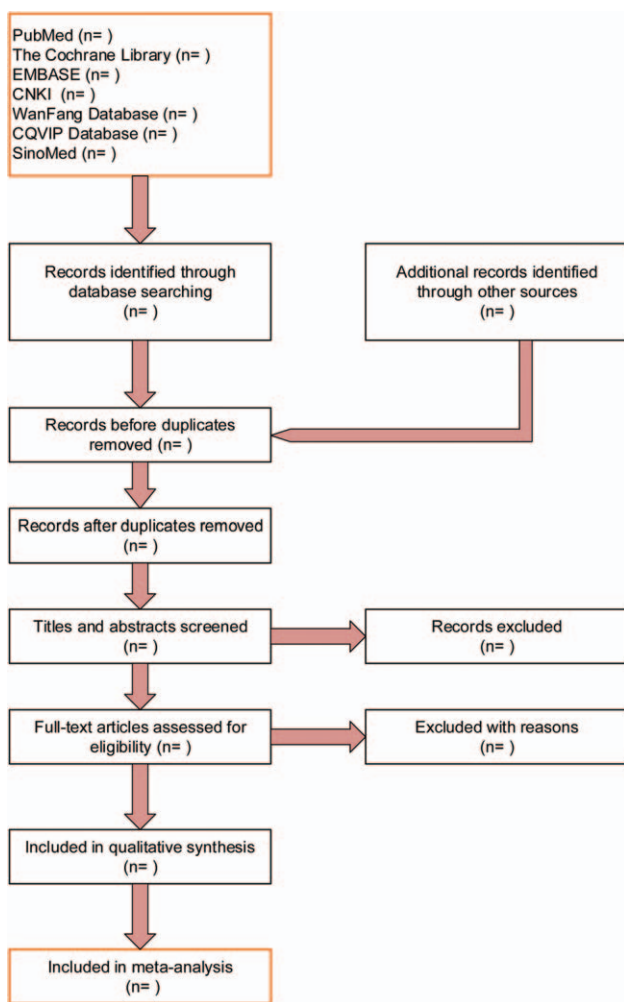 PubMed (n= )
The Cochrane Library (n= )
EMBASE (n= )
CNKI (n= )
WanFang Database (n= )
CQVIP Database (n= )
SinoMed (n= )
Records identified through
database searching
(n= )
Additional records identified
through other sources
(n= )
Records before duplicates
removed (n= )
Records after duplicates removed
(n= )
Titles and abstracts screened
(n= )
Records excluded
(n= )
Full-text articles assessed for
eligibility (n= )
Excluded with reasons
(n= )
Included in qualitative synthesis
(n= )
Included in meta-analysis
(n= )